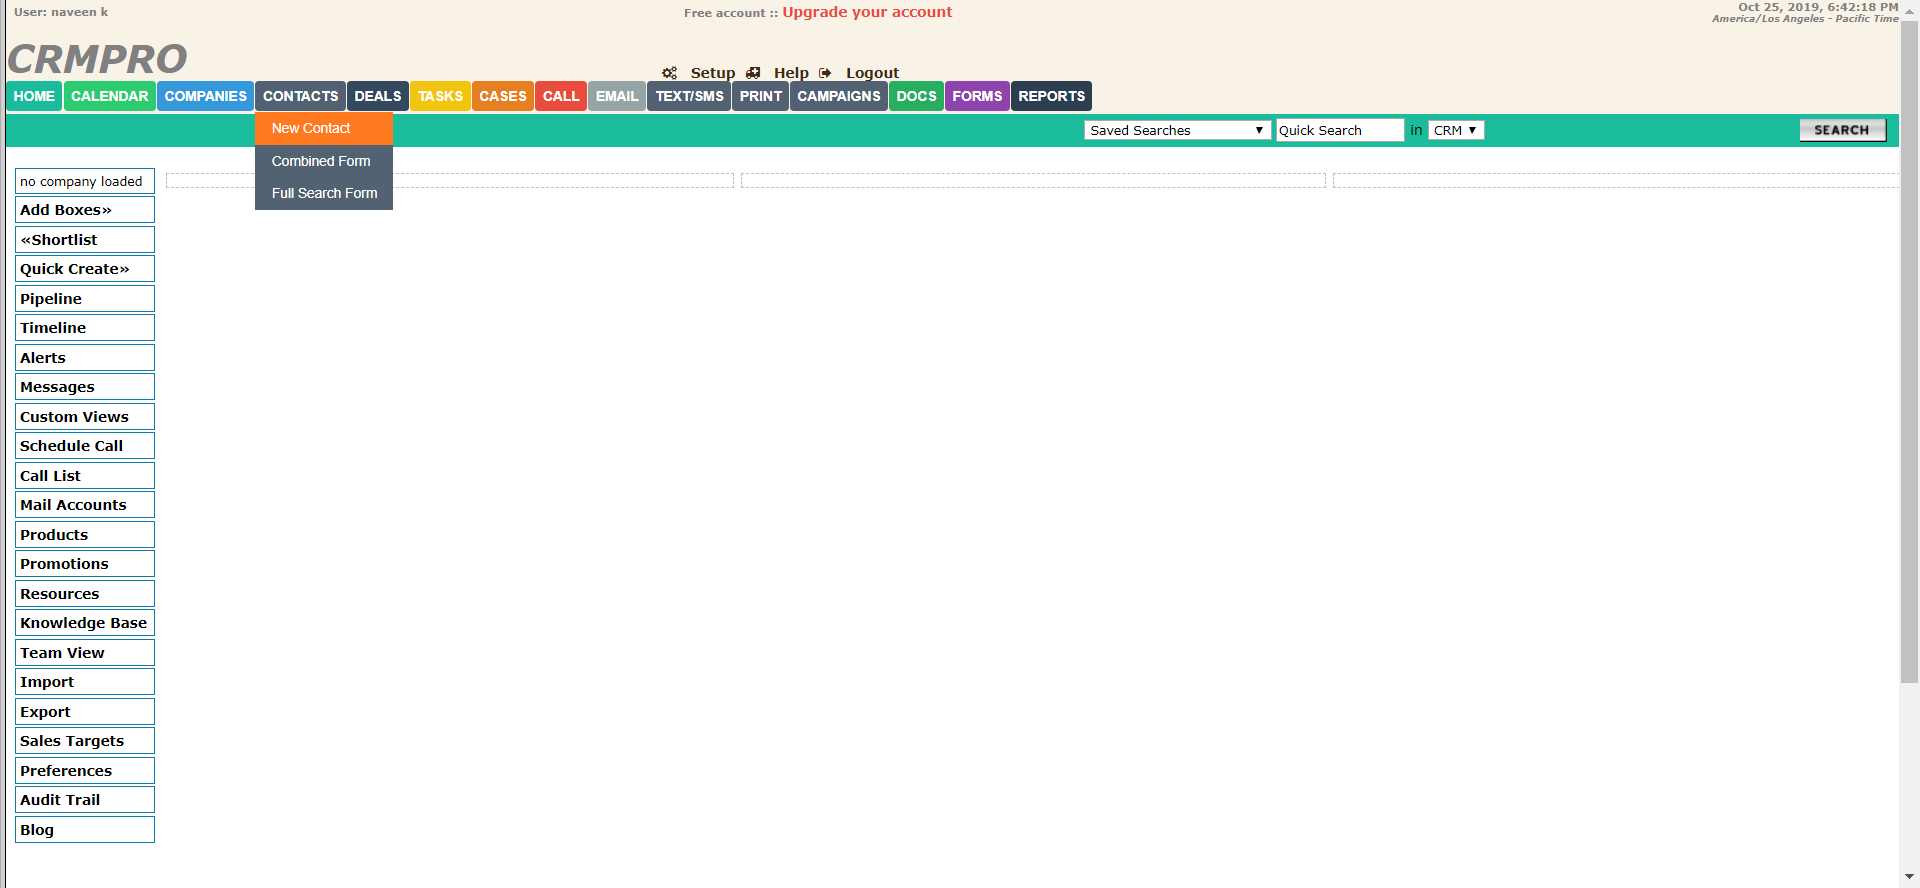 User: naveen k
Free account :: Upgrade your account
Oct 25, 2019, 6:42:18 PM
America/Los Angeles - Pacific Time
CRMPRO
Setup Help Logout
HOME CALENDAR COMPANIES CONTACTS DEALS TASKS CASES CALL EMAIL TEXT/SMS PRINT CAMPAIGNS DOCS FORMS REPORTS
New Contact
Combined Form
Full Search Form
Saved Searches Quick Search in CRM SEARCH
no company loaded
Add Boxes»
«Shortlist
Quick Create»
Pipeline
Timeline
Alerts
Messages
Custom Views
Schedule Call
Call List
Mail Accounts
Products
Promotions
Resources
Knowledge Base
Team View
Import
Export
Sales Targets
Preferences
Audit Trail
Blog